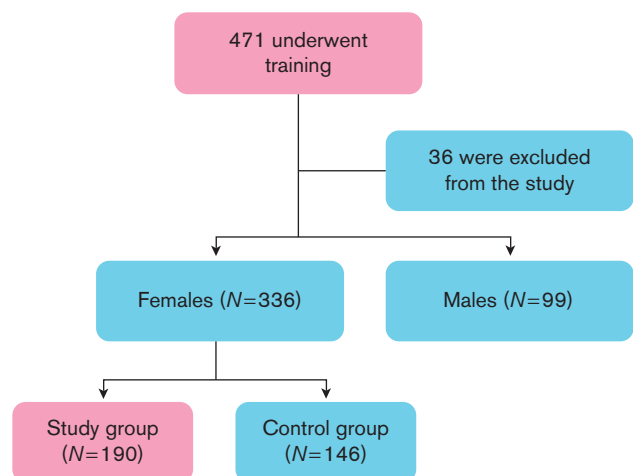 471 underwent
training
36 were excluded
from the study
Females (N=336)
Males (N=99)
Study group
(N=190)
Control group
(N=146)